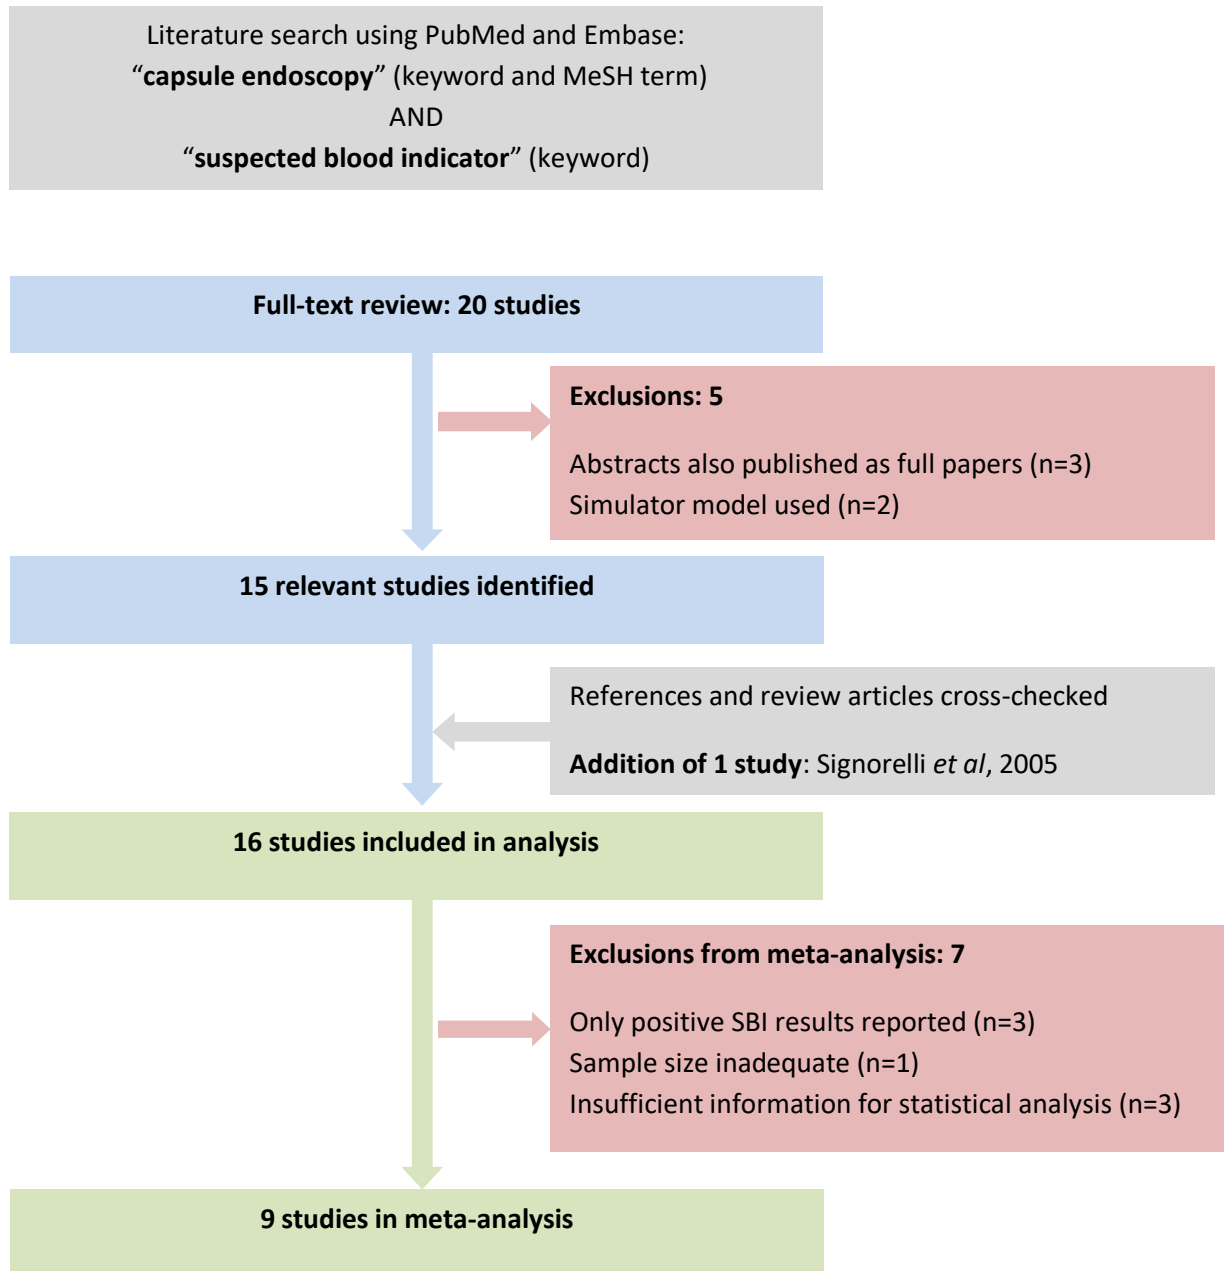 Literature search using PubMed and Embase:
“capsule endoscopy” (keyword and MeSH term)
AND
“suspected blood indicator” (keyword)
Full-text review: 20 studies
Exclusions: 5
Abstracts also published as full papers (n=3)
Simulator model used (n=2)
15 relevant studies identified
References and review articles cross-checked
Addition of 1 study: Signorelli et al, 2005
16 studies included in analysis
Exclusions from meta-analysis: 7
Only positive SBI results reported (n=3)
Sample size inadequate (n=1)
Insufficient information for statistical analysis (n=3)
9 studies in meta-analysis